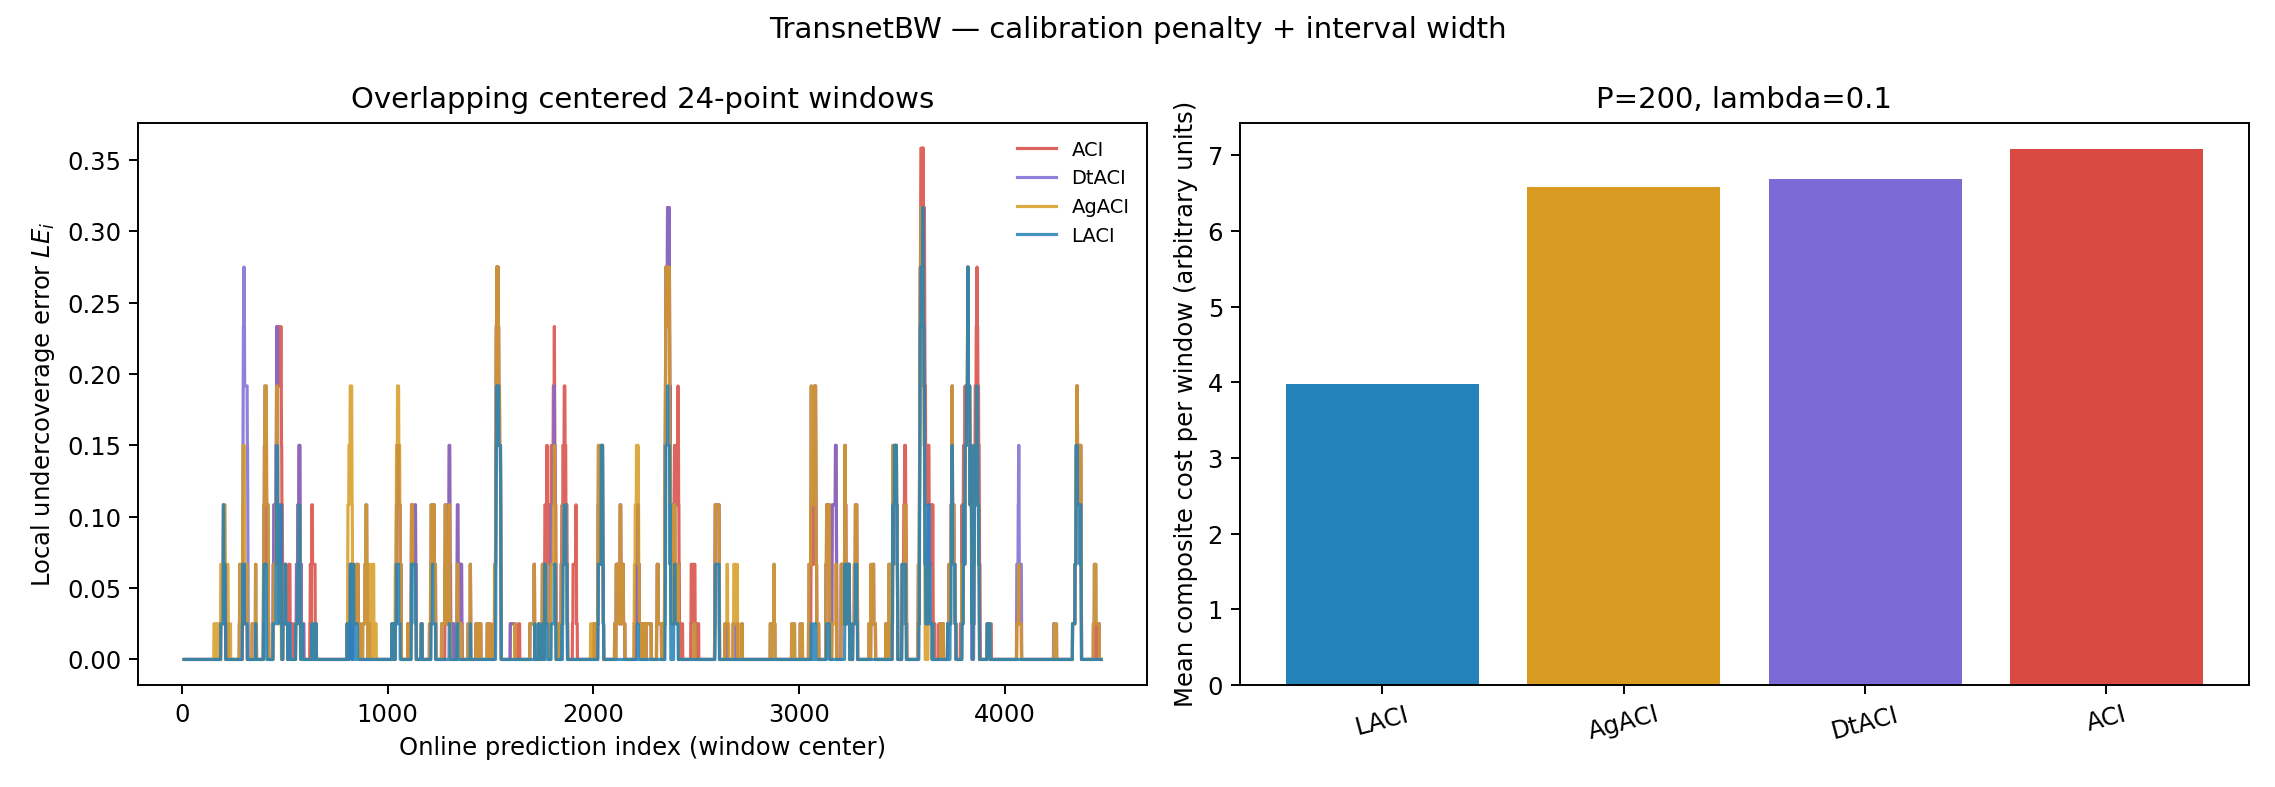 TransnetBW — calibration penalty + interval width
Overlapping centered 24-point windows
Local undercoverage error LEᵢ
0.35
0.30
0.25
0.20
0.15
0.10
0.05
0.00
ACI
DtACI
AgACI
LACI
0
1000
2000
3000
4000
Online prediction index (window center)
P=200, lambda=0.1
Mean composite cost per window (arbitrary units)
7
6
5
4
3
2
1
0
LACI
AgACI
DtACI
ACI